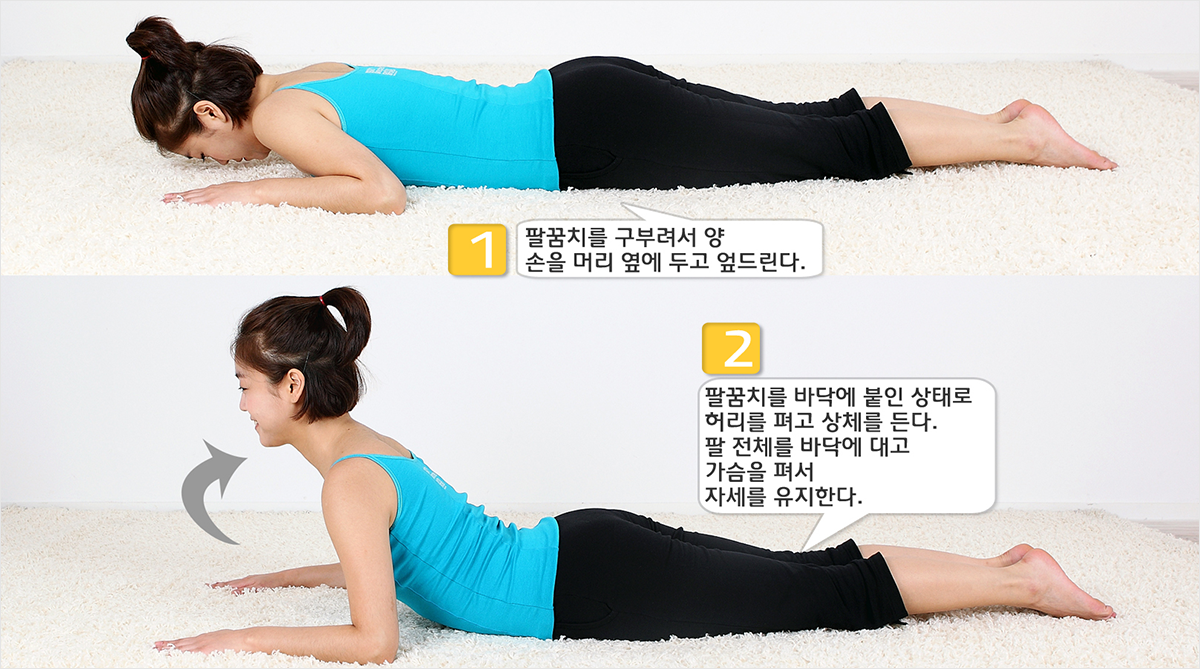 1
팔꿈치를 구부려서 양
손을 머리 옆에 두고 엎드린다.
2
팔꿈치를 바닥에 붙인 상태로
허리를 펴고 상체를 든다.
팔 전체를 바닥에 대고
가슴을 펴서
자세를 유지한다.